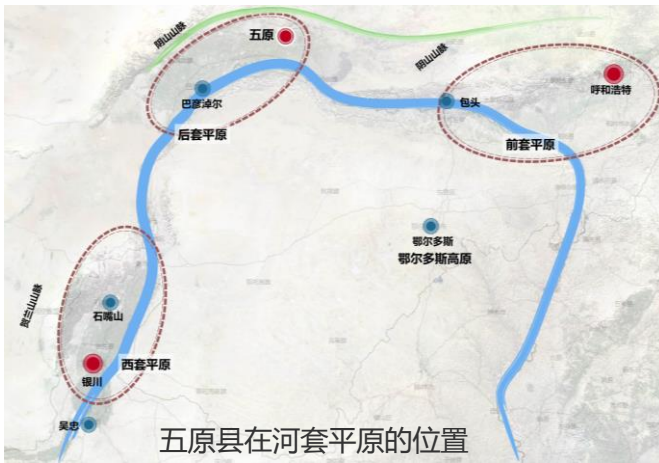 阴山山脉
五原
阴山山脉
呼和浩特
巴彦淖尔
包头
后套平原
前套平原
鄂尔多斯
鄂尔多斯高原
贺兰山山脉
石嘴山
西套平原
银川
吴忠
五原县在河套平原的位置